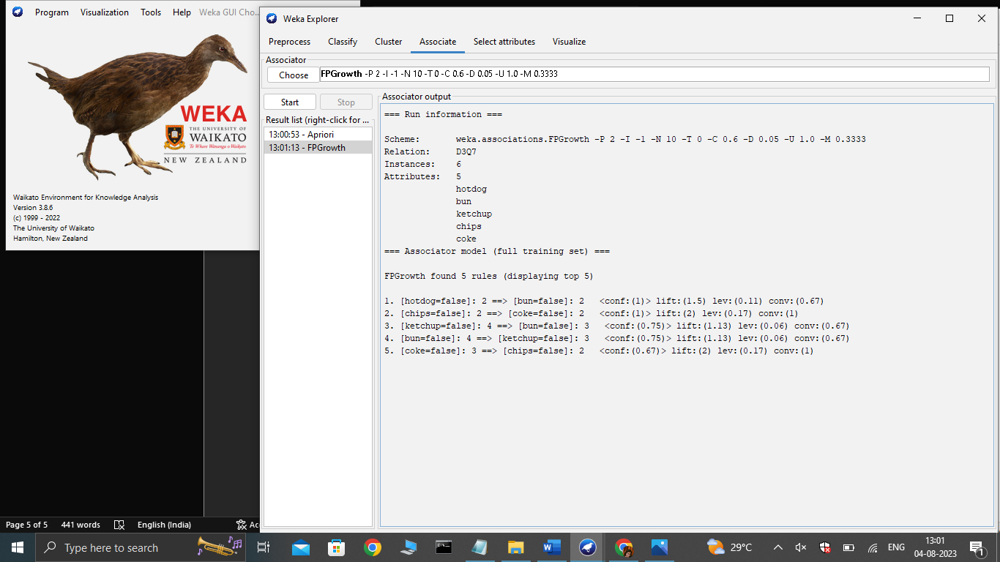 Program Visualization Tools Help Weka GUI Cho...
WEKA
THE UNIVERSITY OF
WAIKATO
Te Whare Wānanga o Waikato
NEW ZEALAND
Waikato Environment for Knowledge Analysis
Version 3.8.6
(c) 1999 - 2022
The University of Waikato
Hamilton, New Zealand
Weka Explorer
Preprocess Classify Cluster Associate Select attributes Visualize
Associator
Choose FPGrowth -P 2 -I -1 -N 10 -T 0 -C 0.6 -D 0.05 -U 1.0 -M 0.3333
Start Stop
Result list (right-click for ...
13:00:53 - Apriori
13:01:13 - FPGrowth
Associator output
=== Run information ===
Scheme: weka.associations.FPGrowth -P 2 -I -1 -N 10 -T 0 -C 0.6 -D 0.05 -U 1.0 -M 0.3333
Relation: D3Q7
Instances: 6
Attributes: 5
hotdog
bun
ketchup
chips
coke
=== Associator model (full training set) ===
FPGrowth found 5 rules (displaying top 5)
1. [hotdog=false]: 2 ==> [bun=false]: 2 <conf:(1)> lift:(1.5) lev:(0.11) conv:(0.67)
2. [chips=false]: 2 ==> [coke=false]: 2 <conf:(1)> lift:(2) lev:(0.17) conv:(1)
3. [ketchup=false]: 4 ==> [bun=false]: 3 <conf:(0.75)> lift:(1.13) lev:(0.06) conv:(0.67)
4. [bun=false]: 4 ==> [ketchup=false]: 3 <conf:(0.75)> lift:(1.13) lev:(0.06) conv:(0.67)
5. [coke=false]: 3 ==> [chips=false]: 2 <conf:(0.67)> lift:(2) lev:(0.17) conv:(1)
Page 5 of 5 441 words English (India) Ac
Type here to search
29°C ENG
13:01
04-08-2023
1